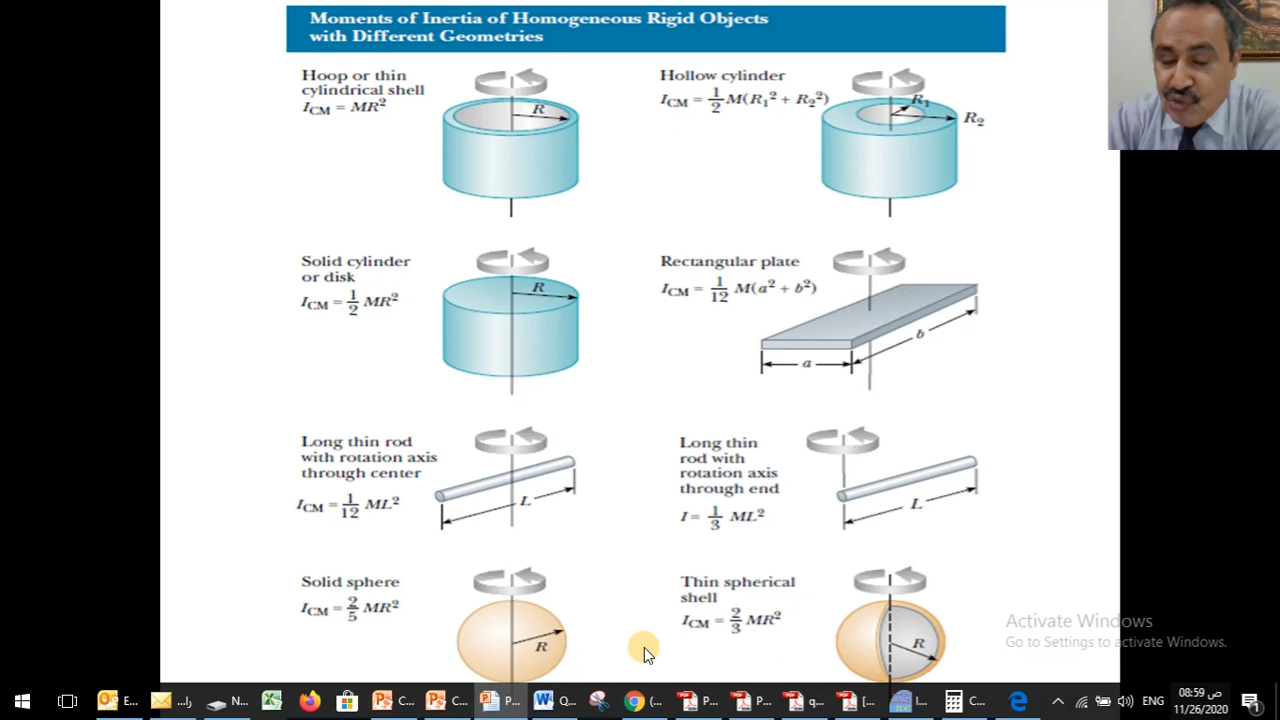 Moments of Inertia of Homogeneous Rigid Objects
with Different Geometries
Hoop or thin
cylindrical shell
I_CM = MR²
R
Hollow cylinder
I_CM = 1/2 M(R₁² + R₂²)
R₁
R₂
Solid cylinder
or disk
I_CM = 1/2 MR²
R
Rectangular plate
I_CM = 1/12 M(a² + b²)
b
a
Long thin rod
with rotation axis
through center
I_CM = 1/12 ML²
L
Long thin
rod with
rotation axis
through end
I = 1/3 ML²
L
Solid sphere
I_CM = 2/5 MR²
R
Thin spherical
shell
I_CM = 2/3 MR²
R
Activate Windows
Go to Settings to activate Windows.
E...
...را
N...
C...
C...
P...
Q...
(...
P...
P...
q...
[...
I...
C...
ENG
08:59 ص
11/26/2020
1